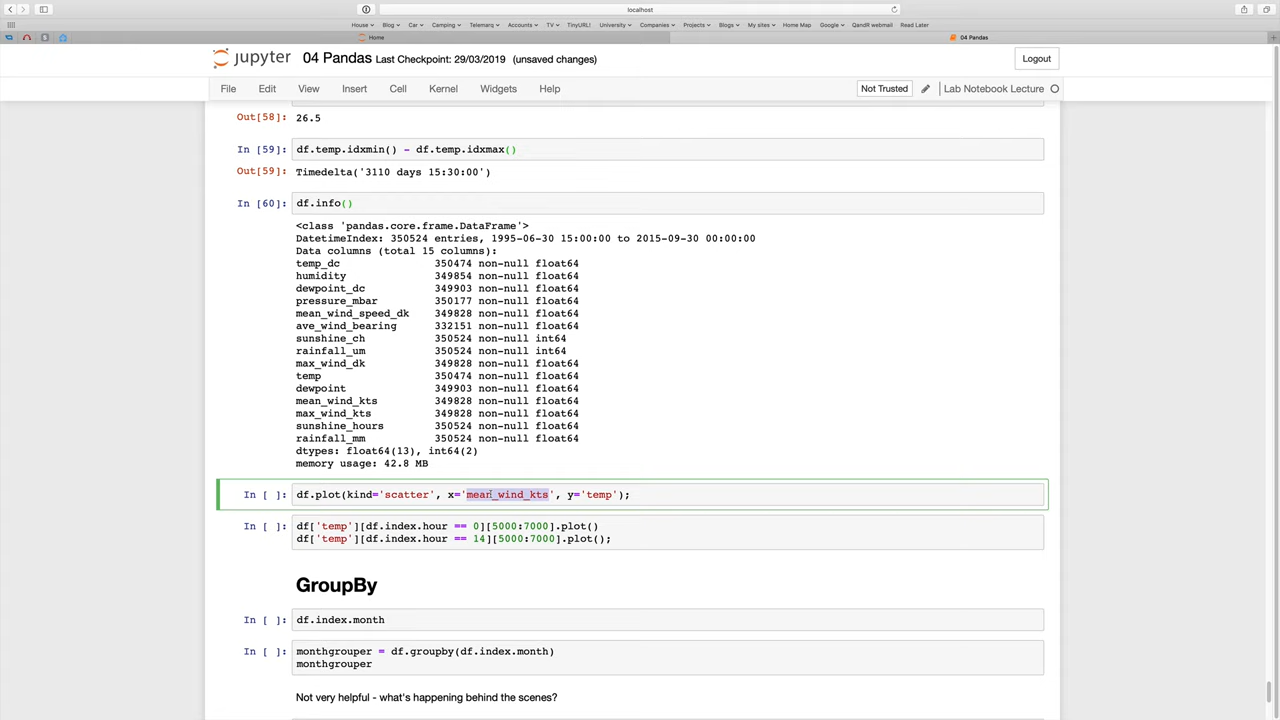 localhost
House
Blog
Car
Camping
Telemarq
Accounts
TV
TinyURL!
University
Companies
Projects
Blogs
My sites
Home Map
Google
QandR webmail
Read Later
Home
04 Pandas
jupyter 04 Pandas Last Checkpoint: 29/03/2019 (unsaved changes)
Logout
File Edit View Insert Cell Kernel Widgets Help
Not Trusted
Lab Notebook Lecture
Out[58]: 26.5
In [59]: df.temp.idxmin() - df.temp.idxmax()
Out[59]: Timedelta('3110 days 15:30:00')
In [60]: df.info()
<class 'pandas.core.frame.DataFrame'>
DatetimeIndex: 350524 entries, 1995-06-30 15:00:00 to 2015-09-30 00:00:00
Data columns (total 15 columns):
temp_dc 350474 non-null float64
humidity 349854 non-null float64
dewpoint_dc 349903 non-null float64
pressure_mbar 350177 non-null float64
mean_wind_speed_dk 349828 non-null float64
ave_wind_bearing 332151 non-null float64
sunshine_ch 350524 non-null int64
rainfall_um 350524 non-null int64
max_wind_dk 349828 non-null float64
temp 350474 non-null float64
dewpoint 349903 non-null float64
mean_wind_kts 349828 non-null float64
max_wind_kts 349828 non-null float64
sunshine_hours 350524 non-null float64
rainfall_mm 350524 non-null float64
dtypes: float64(13), int64(2)
memory usage: 42.8 MB
In [ ]: df.plot(kind='scatter', x='mean_wind_kts', y='temp');
In [ ]: df['temp'][df.index.hour == 0][5000:7000].plot()
df['temp'][df.index.hour == 14][5000:7000].plot();
GroupBy
In [ ]: df.index.month
In [ ]: monthgrouper = df.groupby(df.index.month)
monthgrouper
Not very helpful - what's happening behind the scenes?